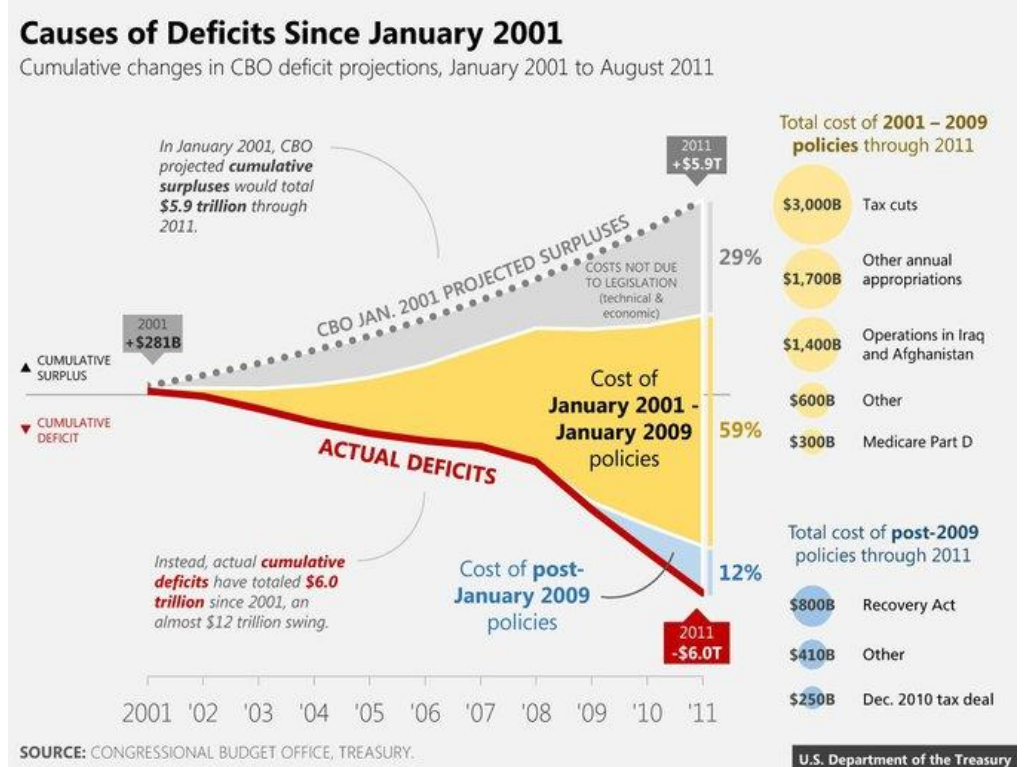 Causes of Deficits Since January 2001
Cumulative changes in CBO deficit projections, January 2001 to August 2011
In January 2001, CBO
projected cumulative
surpluses would total
$5.9 trillion through
2011.
2011
+$5.9T
CBO JAN. 2001 PROJECTED SURPLUSES
COSTS NOT DUE
TO LEGISLATION
(technical &
economic)
29%
2001
+$281B
▲ CUMULATIVE
SURPLUS
▼ CUMULATIVE
DEFICIT
Cost of
January 2001 -
January 2009
policies
59%
ACTUAL DEFICITS
Instead, actual cumulative
deficits have totaled $6.0
trillion since 2001, an
almost $12 trillion swing.
Cost of post-
January 2009
policies
12%
2011
-$6.0T
2001 '02 '03 '04 '05 '06 '07 '08 '09 '10 '11
Total cost of 2001 – 2009
policies through 2011
$3,000B Tax cuts
$1,700B Other annual
appropriations
$1,400B Operations in Iraq
and Afghanistan
$600B Other
$300B Medicare Part D
Total cost of post-2009
policies through 2011
$800B Recovery Act
$410B Other
$250B Dec. 2010 tax deal
SOURCE: CONGRESSIONAL BUDGET OFFICE, TREASURY.
U.S. Department of the Treasury